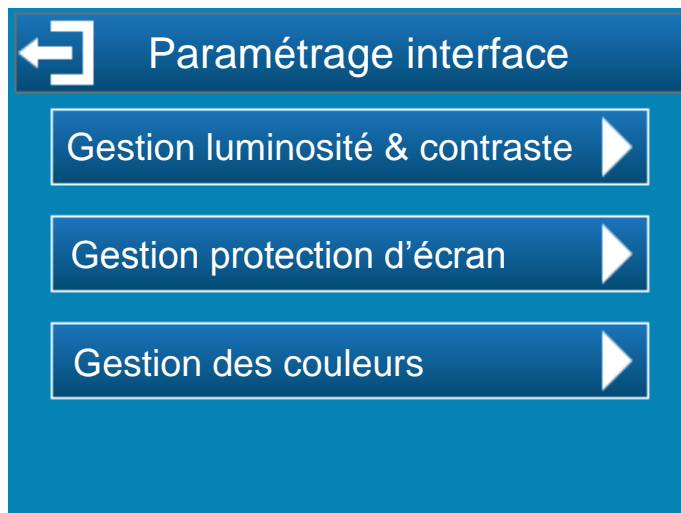 Paramétrage interface
Gestion luminosité & contraste
Gestion protection d’écran
Gestion des couleurs